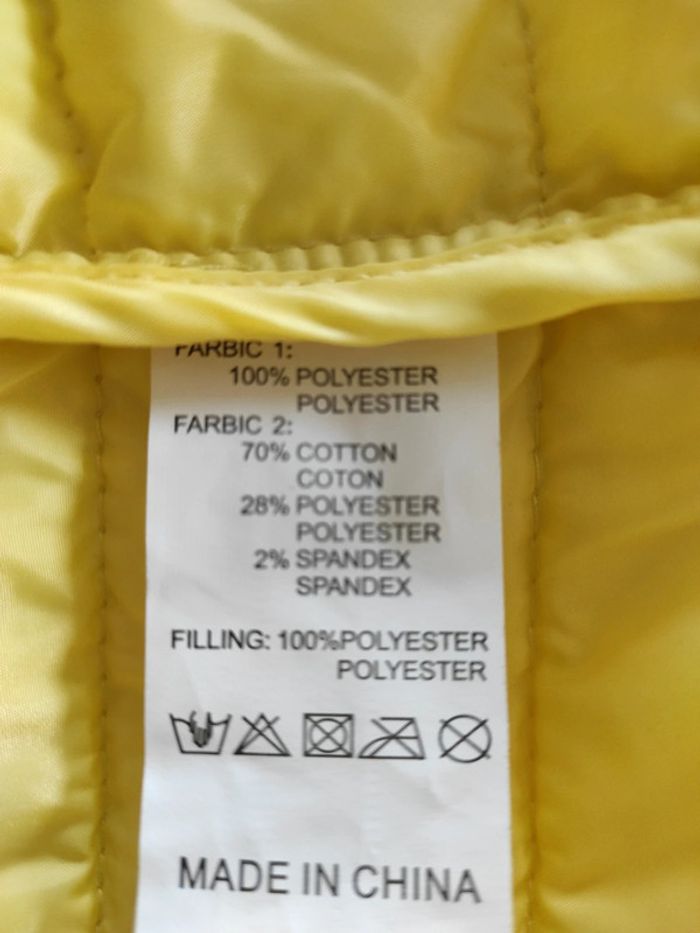 FARBIC 1:
100% POLYESTER
POLYESTER
FARBIC 2:
70% COTTON
COTON
28% POLYESTER
POLYESTER
2% SPANDEX
SPANDEX
FILLING: 100%POLYESTER
POLYESTER
MADE IN CHINA